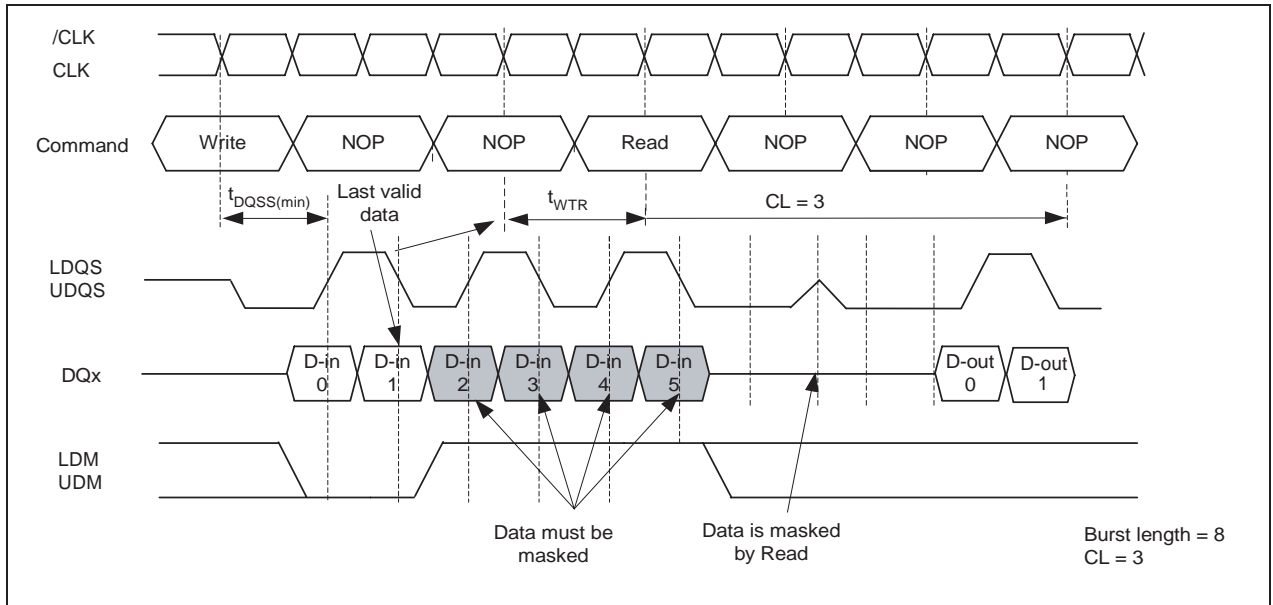 /CLK
CLK
Command
Write
NOP
NOP
Read
NOP
NOP
NOP
tDQSS(min)
Last valid
data
tWTR
CL = 3
LDQS
UDQS
DQx
D-in
0
D-in
1
D-in
2
D-in
3
D-in
4
D-in
5
D-out
0
D-out
1
LDM
UDM
Data must be
masked
Data is masked
by Read
Burst length = 8
CL = 3